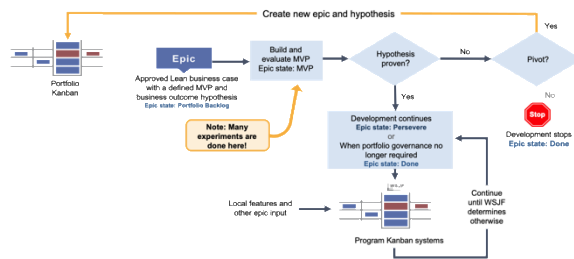 Create new epic and hypothesis
Yes
Portfolio
Kanban
Epic
Approved Lean business case
with a defined MVP and
business outcome hypothesis
Epic state: Portfolio Backlog
Build and
evaluate MVP
Epic state: MVP
Hypothesis
proven?
No
Pivot?
Yes
No
Note: Many
experiments are
done here!
Stop
Development stops
Epic state: Done
Development continues
Epic state: Persevere
or
When portfolio governance no
longer required
Epic state: Done
Local features and
other epic input
Program Kanban systems
Continue
until WSJF
determines
otherwise